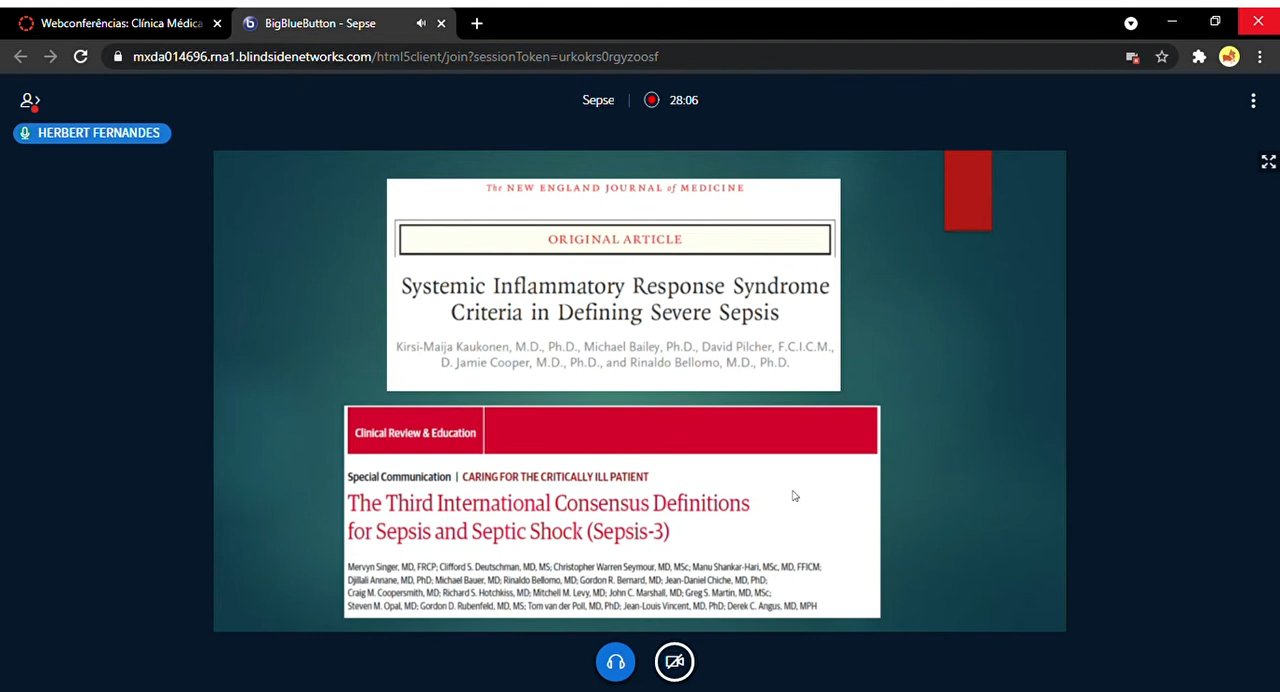 Webconferências: Clínica Médica
BigBlueButton - Sepse
mxda014696.rna1.blindsidenetworks.com/html5client/join?sessionToken=urkokrs0rgyzoosf
Sepse | 28:06
HERBERT FERNANDES
The NEW ENGLAND JOURNAL of MEDICINE
ORIGINAL ARTICLE
Systemic Inflammatory Response Syndrome
Criteria in Defining Severe Sepsis
Kirsi-Maija Kaukonen, M.D., Ph.D., Michael Bailey, Ph.D., David Pilcher, F.C.I.C.M.,
D. Jamie Cooper, M.D., Ph.D., and Rinaldo Bellomo, M.D., Ph.D.
Clinical Review & Education
Special Communication | CARING FOR THE CRITICALLY ILL PATIENT
The Third International Consensus Definitions
for Sepsis and Septic Shock (Sepsis-3)
Mervyn Singer, MD, FRCP; Clifford S. Deutschman, MD, MS; Christopher Warren Seymour, MD, MSc; Manu Shankar-Hari, MSc, MD, FFICM;
Djillali Annane, MD, PhD; Michael Bauer, MD; Rinaldo Bellomo, MD; Gordon R. Bernard, MD; Jean-Daniel Chiche, MD, PhD;
Craig M. Coopersmith, MD; Richard S. Hotchkiss, MD; Mitchell M. Levy, MD; John C. Marshall, MD; Greg S. Martin, MD, MSc;
Steven M. Opal, MD; Gordon D. Rubenfeld, MD, MS; Tom van der Poll, MD, PhD; Jean-Louis Vincent, MD, PhD; Derek C. Angus, MD, MPH